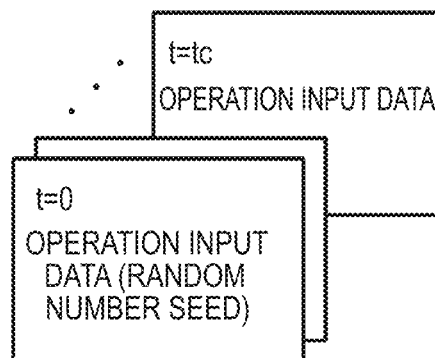 t=tc
OPERATION INPUT DATA
t=0
OPERATION INPUT
DATA (RANDOM
NUMBER SEED)